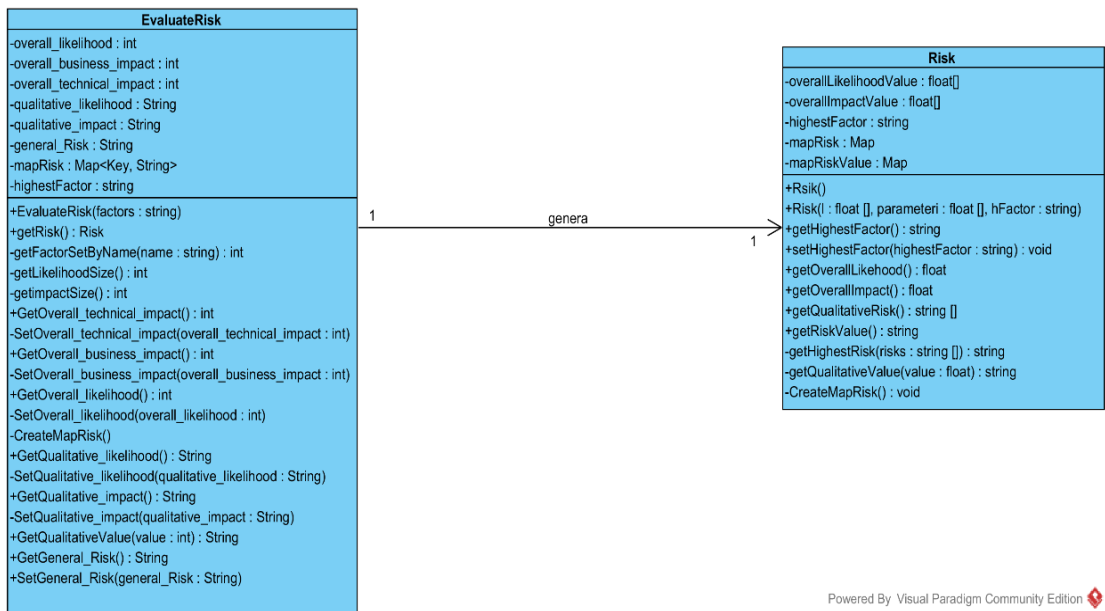 EvaluateRisk
-overall_likelihood : int
-overall_business_impact : int
-overall_technical_impact : int
-qualitative_likelihood : String
-qualitative_impact : String
-general_Risk : String
-mapRisk : Map<Key, String>
-highestFactor : string
+EvaluateRisk(factors : string)
+getRisk() : Risk
-getFactorSetByName(name : string) : int
-getLikelihoodSize() : int
-getimpactSize() : int
+GetOverall_technical_impact() : int
-SetOverall_technical_impact(overall_technical_impact : int)
+GetOverall_business_impact() : int
-SetOverall_business_impact(overall_business_impact : int)
+GetOverall_likelihood() : int
-SetOverall_likelihood(overall_likelihood : int)
-CreateMapRisk()
+GetQualitative_likelihood() : String
-SetQualitative_likelihood(qualitative_likelihood : String)
+GetQualitative_impact() : String
-SetQualitative_impact(qualitative_impact : String)
+GetQualitativeValue(value : int) : String
+GetGeneral_Risk() : String
+SetGeneral_Risk(general_Risk : String)
1
genera
1
Risk
-overallLikelihoodValue : float[]
-overallImpactValue : float[]
-highestFactor : string
-mapRisk : Map
-mapRiskValue : Map
+Rsik()
+Risk(l : float [], parameteri : float [], hFactor : string)
+getHighestFactor() : string
+setHighestFactor(highestFactor : string) : void
+getOverallLikehood() : float
+getOverallImpact() : float
+getQualitativeRisk() : string []
+getRiskValue() : string
-getHighestRisk(risks : string []) : string
-getQualitativeValue(value : float) : string
-CreateMapRisk() : void
Powered By Visual Paradigm Community Edition